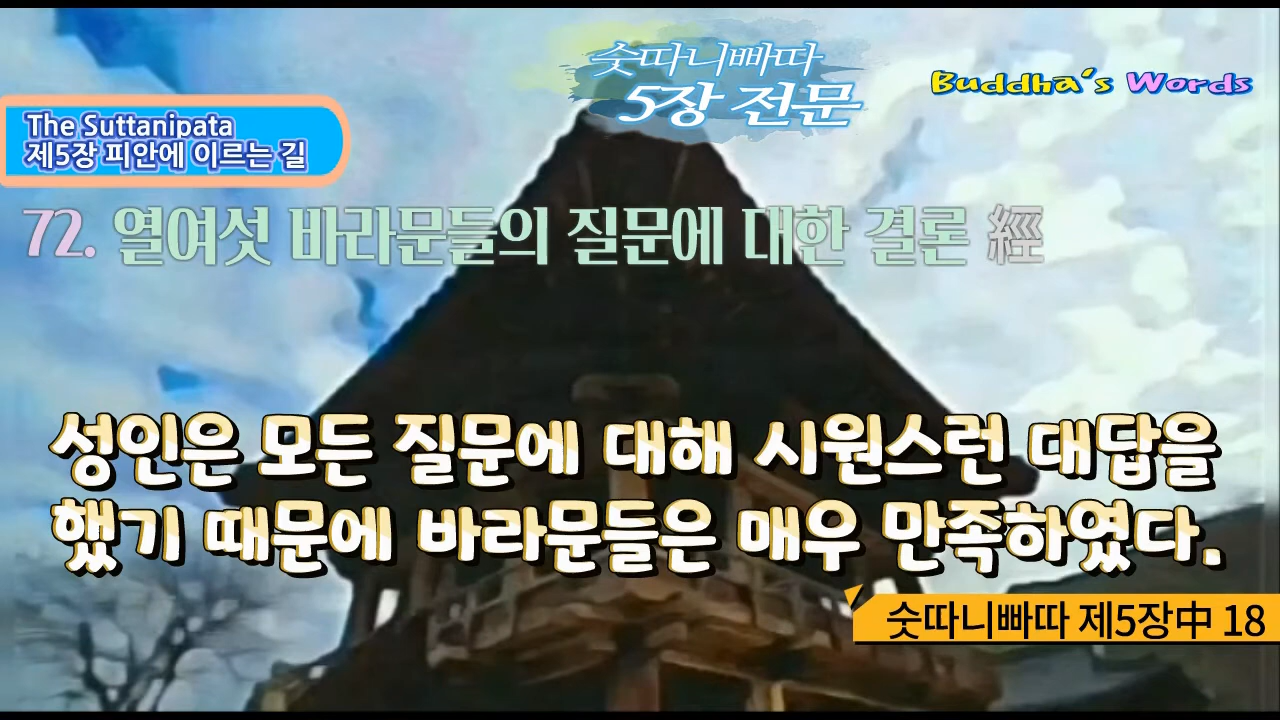 숫따니빠따
5장 전문
Buddha's Words
The Suttanipata
제5장 피안에 이르는 길
72. 열여섯 바라문들의 질문에 대한 결론 經
성인은 모든 질문에 대해 시원스런 대답을
했기 때문에 바라문들은 매우 만족하였다.
숫따니빠따 제5장中 18